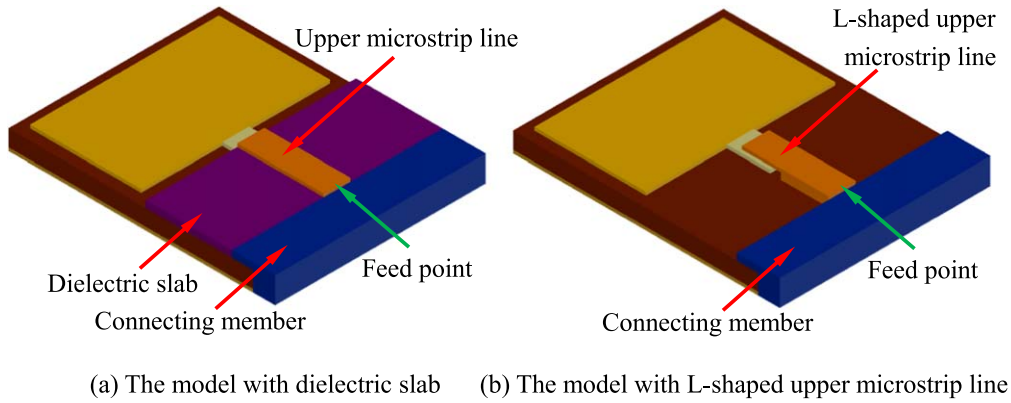 Upper microstrip line
Dielectric slab
Connecting member
Feed point
(a) The model with dielectric slab
L-shaped upper
microstrip line
Feed point
Connecting member
(b) The model with L-shaped upper microstrip line